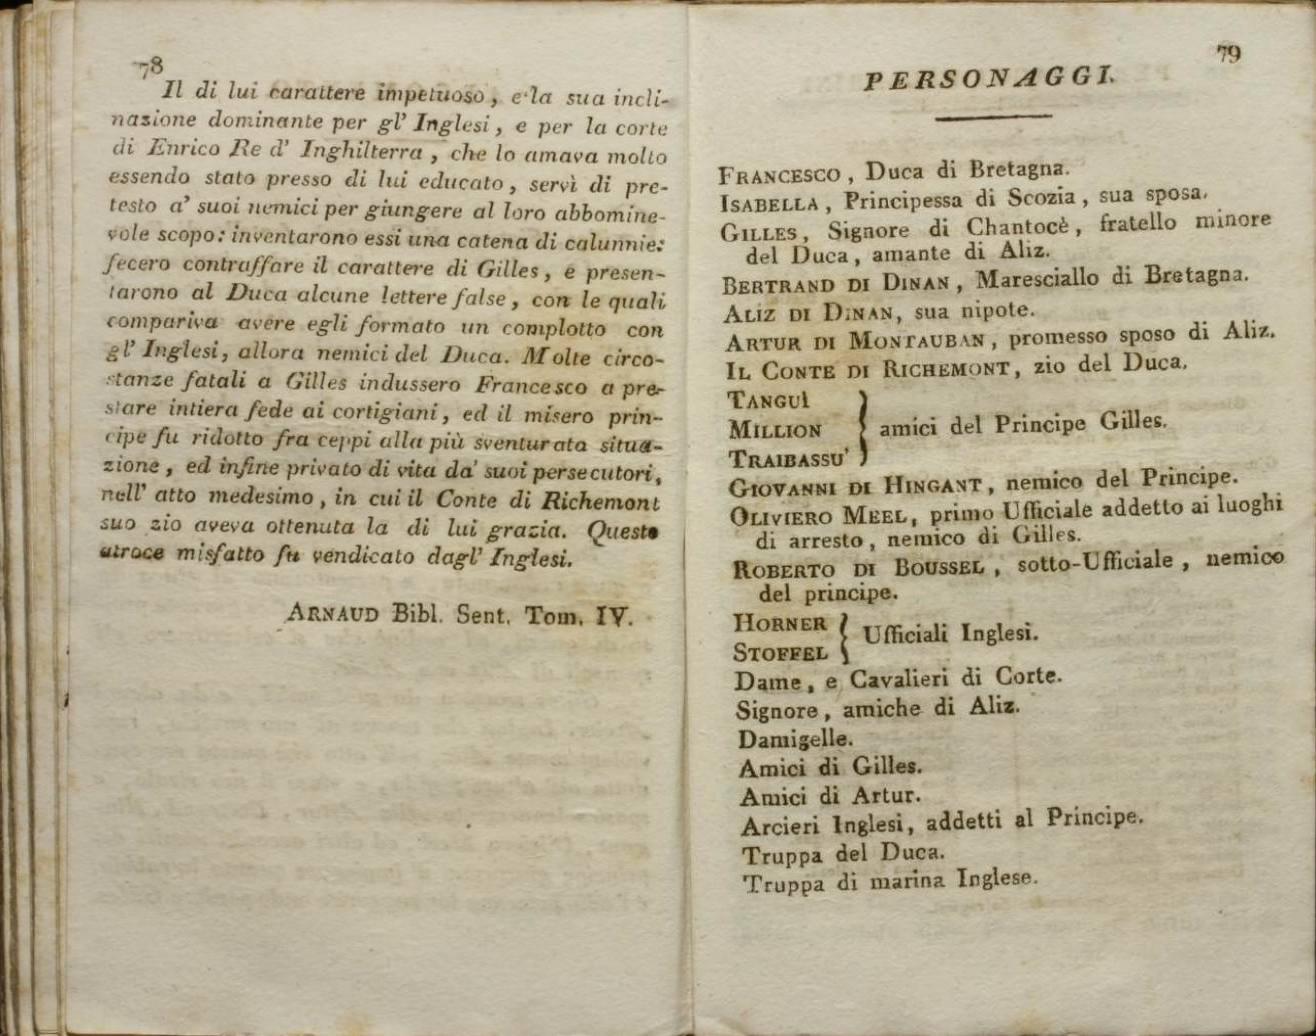 78
Il di lui carattere impetuoso, e la sua incli-
nazione dominante per gl' Inglesi, e per la corte
di Enrico Re d' Inghilterra, che lo amava molto
essendo stato presso di lui educato, servì di pre-
testo a' suoi nemici per giungere al loro abbomine-
vole scopo: inventarono essi una catena di calunnie:
fecero contraffare il carattere di Gilles, e presen-
tarono al Duca alcune lettere false, con le quali
compariva avere egli formato un complotto con
gl' Inglesi, allora nemici del Duca. Molte circo-
stanze fatali a Gilles indussero Francesco a pre-
stare intiera fede ai cortigiani, ed il misero prin-
cipe fu ridotto fra ceppi alla più sventurata situa-
zione, ed infine privato di vita da' suoi persecutori,
nell' atto medesimo, in cui il Conte di Richemont
suo zio aveva ottenuta la di lui grazia. Questo
atroce misfatto fu vendicato dagl' Inglesi.
ARNAUD Bibl. Sent. Tom. IV.
79
PERSONAGGI.
FRANCESCO, Duca di Bretagna.
ISABELLA, Principessa di Scozia, sua sposa.
GILLES, Signore di Chantocè, fratello minore
del Duca, amante di Aliz.
BERTRAND DI DINAN, Maresciallo di Bretagna.
ALIZ DI DINAN, sua nipote.
ARTUR DI MONTAUBAN, promesso sposo di Aliz.
IL CONTE DI RICHEMONT, zio del Duca.
TANGUÌ
MILLION } amici del Principe Gilles.
TRAIBASSU'
GIOVANNI DI HINGANT, nemico del Principe.
OLIVIERO MEEL, primo Ufficiale addetto ai luoghi
di arresto, nemico di Gilles.
ROBERTO DI BOUSSEL, sotto-Ufficiale, nemico
del principe.
HORNER } Ufficiali Inglesi.
STOFFEL
Dame, e Cavalieri di Corte.
Signore, amiche di Aliz.
Damigelle.
Amici di Gilles.
Amici di Artur.
Arcieri Inglesi, addetti al Principe.
Truppa del Duca.
Truppa di marina Inglese.